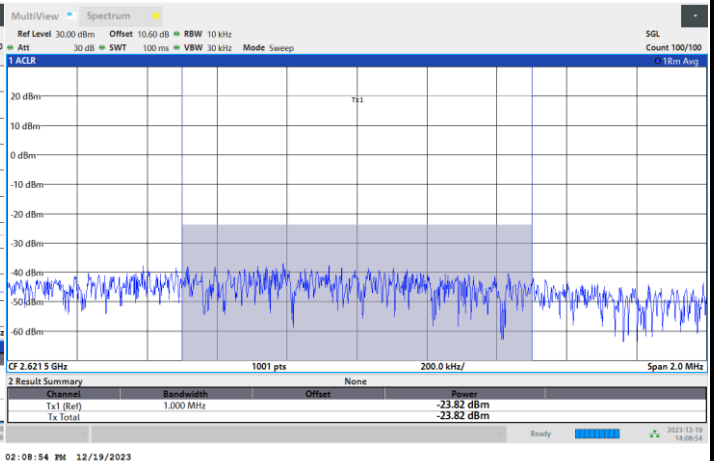 MultiView Spectrum
Ref Level 30.00 dBm Offset 10.60 dB RBW 10 kHz SGL
Att 30 dB SWT 100 ms VBW 30 kHz Mode Sweep Count 100/100
1 ACLR 1Rm Avg
Tx1
20 dBm
10 dBm
0 dBm
-10 dBm
-20 dBm
-30 dBm
-40 dBm
-50 dBm
-60 dBm
CF 2.621 5 GHz 1001 pts 200.0 kHz/ Span 2.0 MHz
2 Result Summary None
Channel Bandwidth Offset Power
Tx1 (Ref) 1.000 MHz -23.82 dBm
Tx Total -23.82 dBm
Ready 2023-12-19
14:08:54
02:08:54 PM 12/19/2023